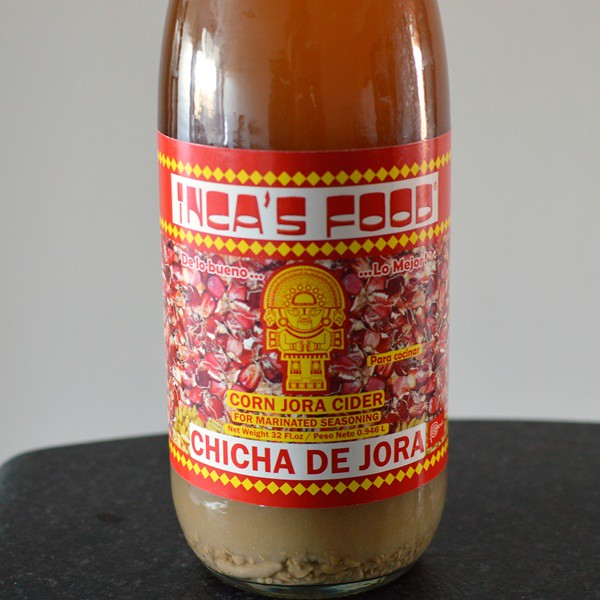 INCA'S FOOD®
De lo bueno... ...Lo Mejor
Para cocinar
CORN JORA CIDER
FOR MARINATED SEASONING
Net Weight 32 Fl.oz / Peso Neto 0.946 L
CHICHA DE JORA